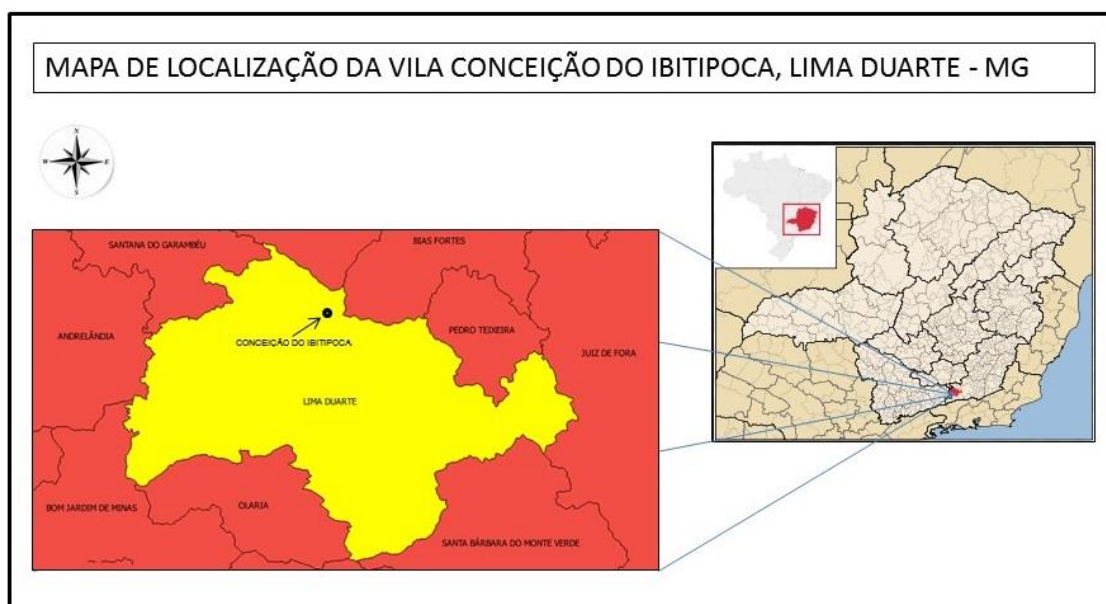 MAPA DE LOCALIZAÇÃO DA VILA CONCEIÇÃO DO IBITIPOCA, LIMA DUARTE - MG
N
W
E
S
SANTANA DO GARAMBÉU
BIAS FORTES
ANDRELÂNDIA
CONCEIÇÃO DO IBITIPOCA
PEDRO TEIXEIRA
JUIZ DE FORA
LIMA DUARTE
BOM JARDIM DE MINAS
OLARIA
SANTA BÁRBARA DO MONTE VERDE